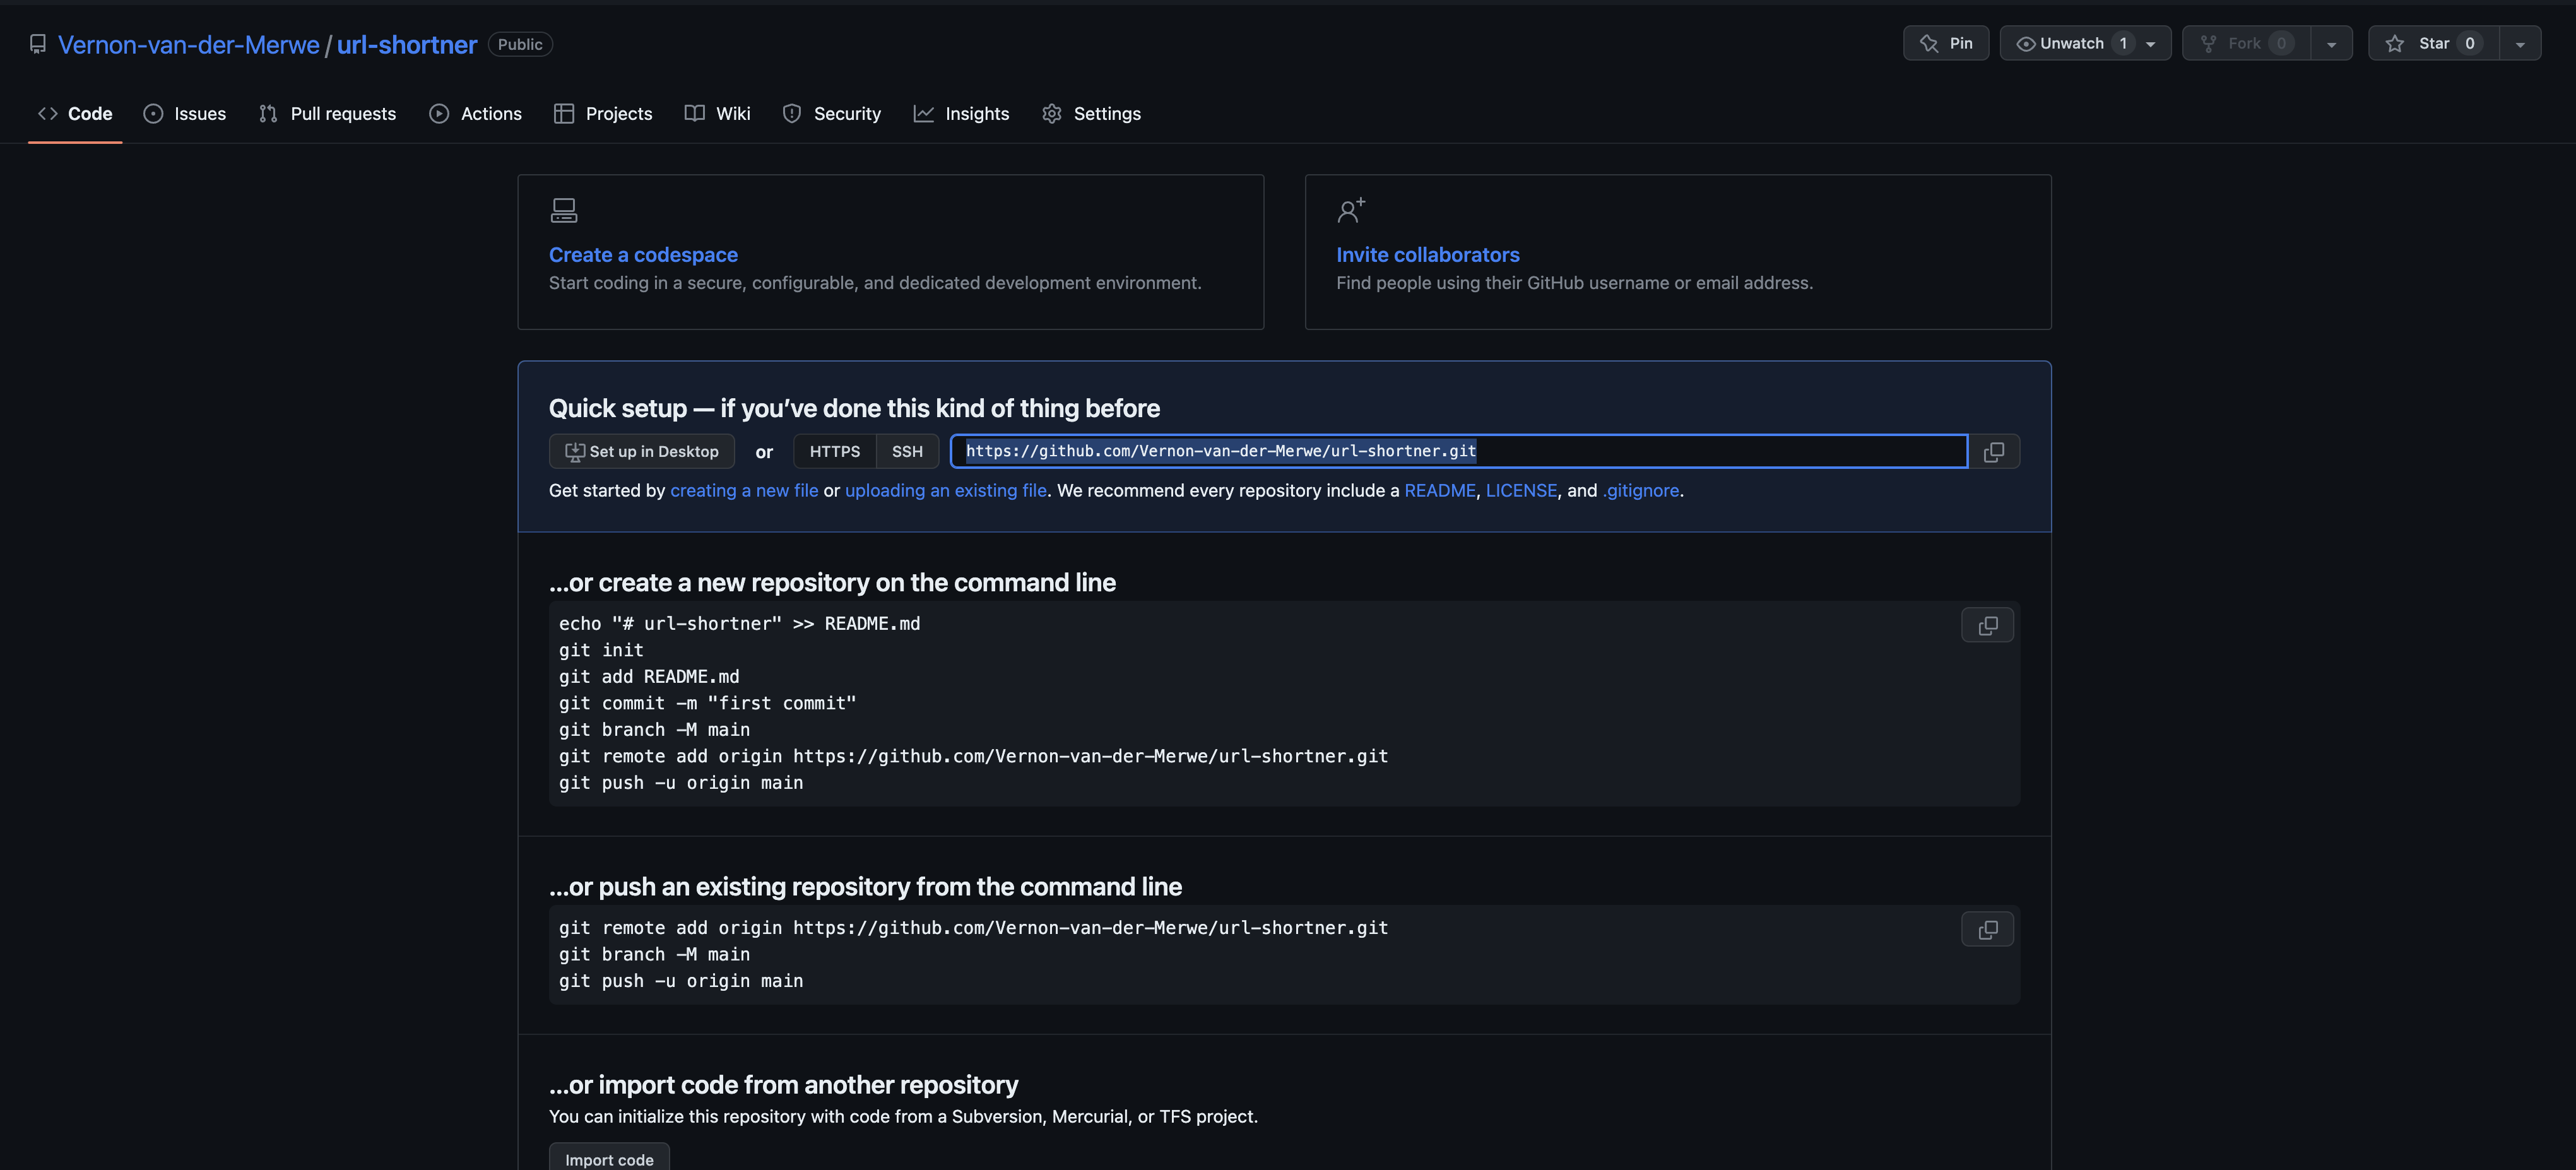 Vernon-van-der-Merwe / url-shortner Public
Pin Unwatch 1 Fork 0 Star 0
Code Issues Pull requests Actions Projects Wiki Security Insights Settings
Create a codespace
Start coding in a secure, configurable, and dedicated development environment.
Invite collaborators
Find people using their GitHub username or email address.
Quick setup — if you’ve done this kind of thing before
Set up in Desktop or HTTPS SSH https://github.com/Vernon-van-der-Merwe/url-shortner.git
Get started by creating a new file or uploading an existing file. We recommend every repository include a README, LICENSE, and .gitignore.
…or create a new repository on the command line
echo "# url-shortner" >> README.md
git init
git add README.md
git commit -m "first commit"
git branch -M main
git remote add origin https://github.com/Vernon-van-der-Merwe/url-shortner.git
git push -u origin main
…or push an existing repository from the command line
git remote add origin https://github.com/Vernon-van-der-Merwe/url-shortner.git
git branch -M main
git push -u origin main
…or import code from another repository
You can initialize this repository with code from a Subversion, Mercurial, or TFS project.
Import code